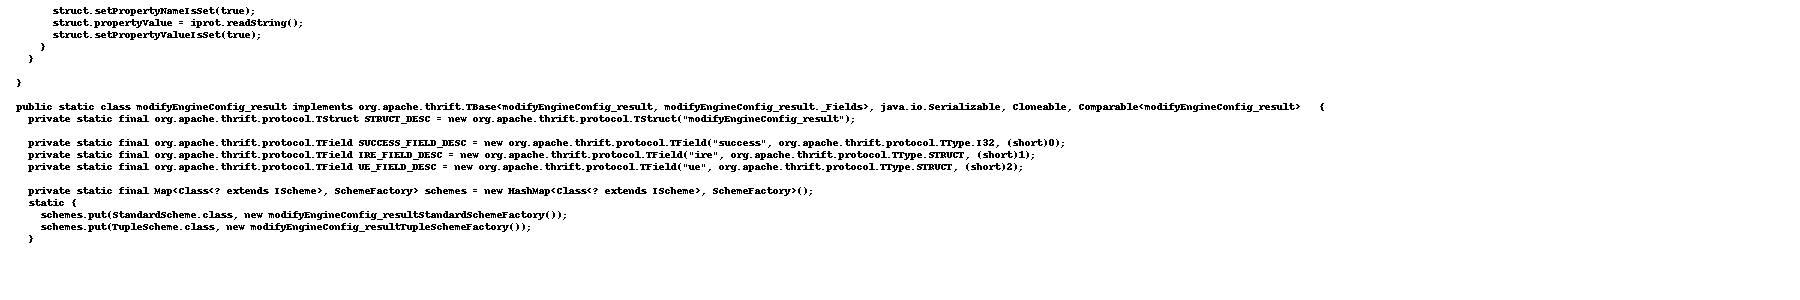 struct.setPropertyNameIsSet(true);
struct.propertyValue = iprot.readString();
struct.setPropertyValueIsSet(true);
}
}
}
public static class modifyEngineConfig_result implements org.apache.thrift.TBase<modifyEngineConfig_result, modifyEngineConfig_result._Fields>, java.io.Serializable, Cloneable, Comparable<modifyEngineConfig_result>   {
private static final org.apache.thrift.protocol.TStruct STRUCT_DESC = new org.apache.thrift.protocol.TStruct("modifyEngineConfig_result");
private static final org.apache.thrift.protocol.TField SUCCESS_FIELD_DESC = new org.apache.thrift.protocol.TField("success", org.apache.thrift.protocol.TType.I32, (short)0);
private static final org.apache.thrift.protocol.TField IRE_FIELD_DESC = new org.apache.thrift.protocol.TField("ire", org.apache.thrift.protocol.TType.STRUCT, (short)1);
private static final org.apache.thrift.protocol.TField UE_FIELD_DESC = new org.apache.thrift.protocol.TField("ue", org.apache.thrift.protocol.TType.STRUCT, (short)2);
private static final Map<Class<? extends IScheme>, SchemeFactory> schemes = new HashMap<Class<? extends IScheme>, SchemeFactory>();
static {
schemes.put(StandardScheme.class, new modifyEngineConfig_resultStandardSchemeFactory());
schemes.put(TupleScheme.class, new modifyEngineConfig_resultTupleSchemeFactory());
}